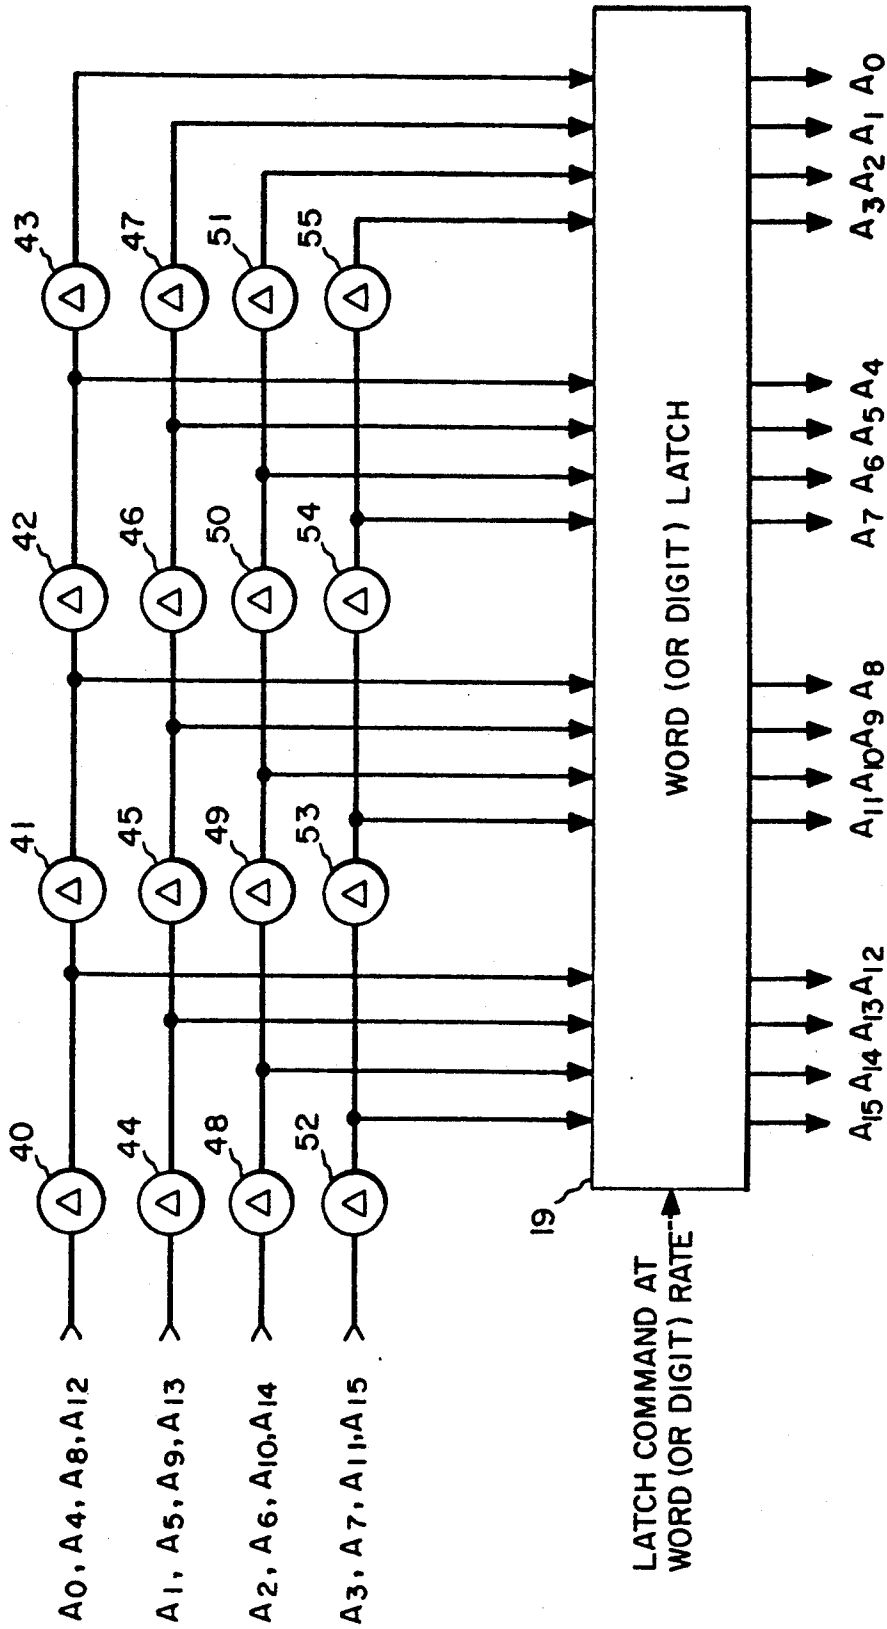 A0, A4, A8, A12
40
41
42
43
A1, A5, A9, A13
44
45
46
47
A2, A6, A10, A14
48
49
50
51
A3, A7, A11, A15
52
53
54
55
Δ Δ Δ Δ
Δ Δ Δ Δ
Δ Δ Δ Δ
Δ Δ Δ Δ
19
LATCH COMMAND AT
WORD (OR DIGIT) RATE
WORD (OR DIGIT) LATCH
A15 A14 A13 A12 A11 A10 A9 A8 A7 A6 A5 A4 A3 A2 A1 A0